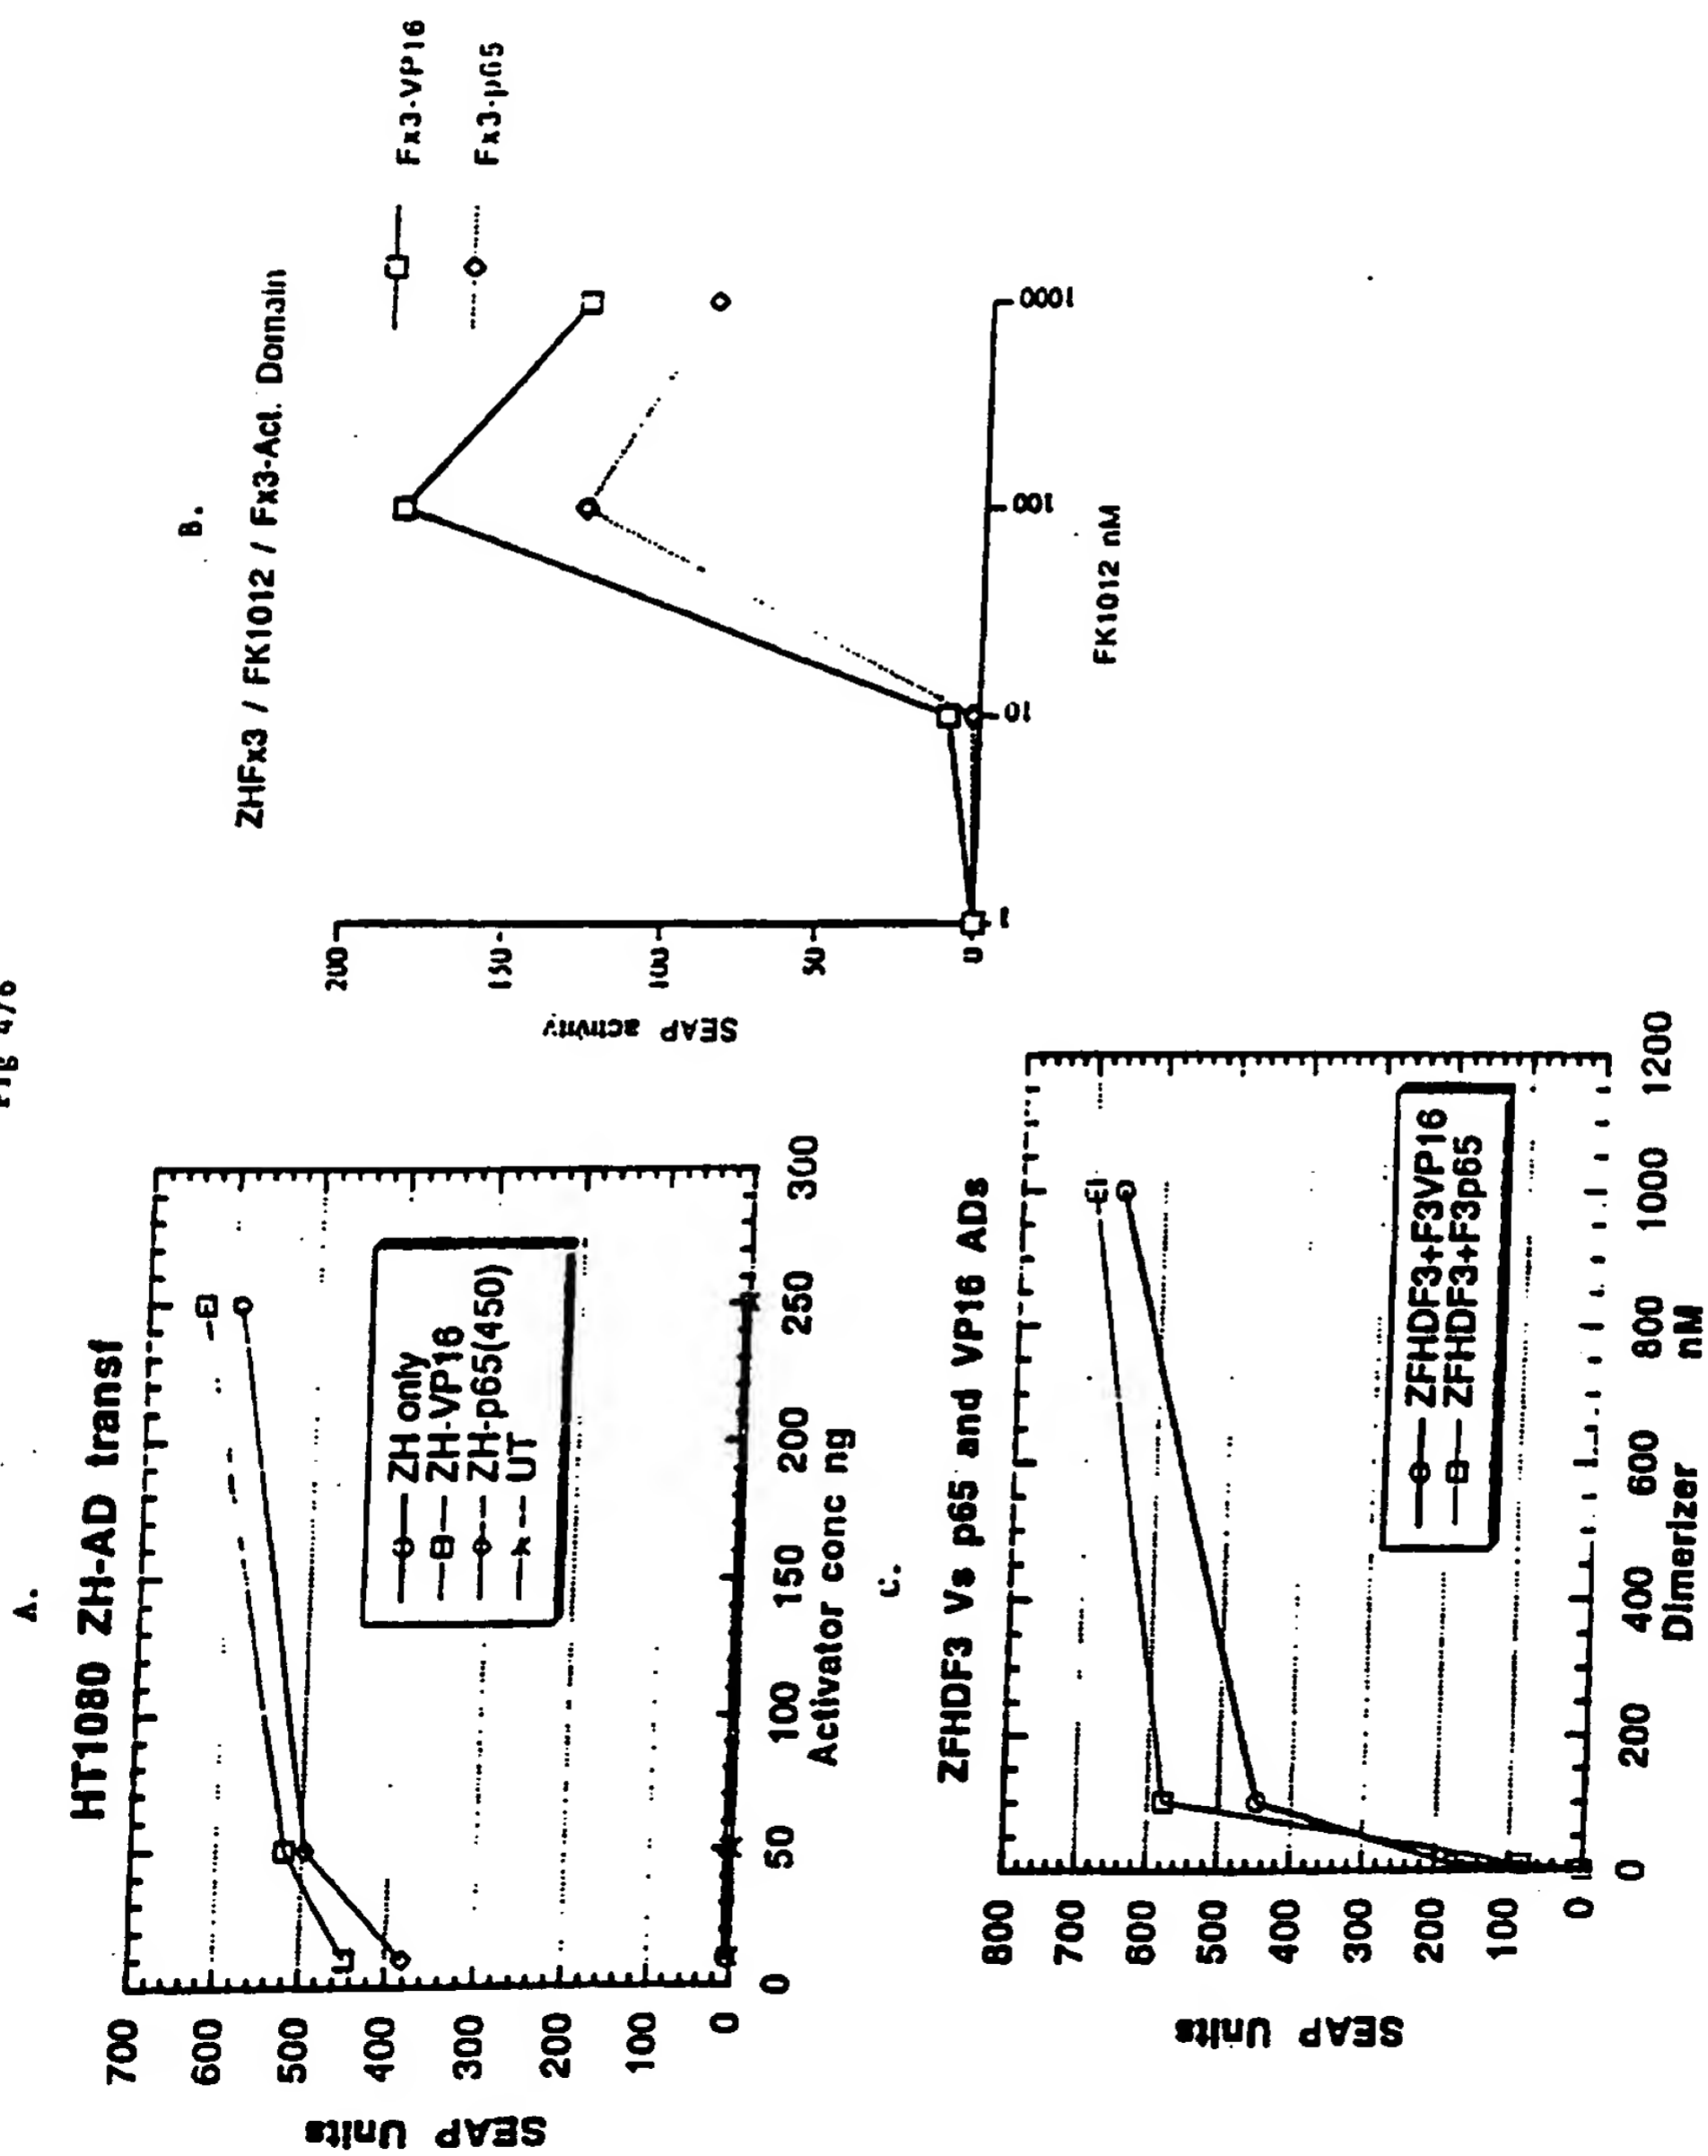 A.
HT1080 ZH-AD transf
SEAP Units
700
600
500
400
300
200
100
0
0
50
100
150
200
250
300
Activator conc ng
ZH only
ZH-VP16
ZH-p65(450)
UT
B.
ZHFx3 / FK1012 / Fx3-Act. Domain
Fx3-VP16
Fx3-p65
SEAP activity
200
150
100
50
0
1
10
100
1000
FK1012 nM
C.
ZFHDF3 Vs p65 and VP16 ADs
SEAP Units
800
700
600
500
400
300
200
100
0
0
200
400
600
800
1000
1200
Dimerizer nM
ZFHDF3+F3VP16
ZFHDF3+F3p65